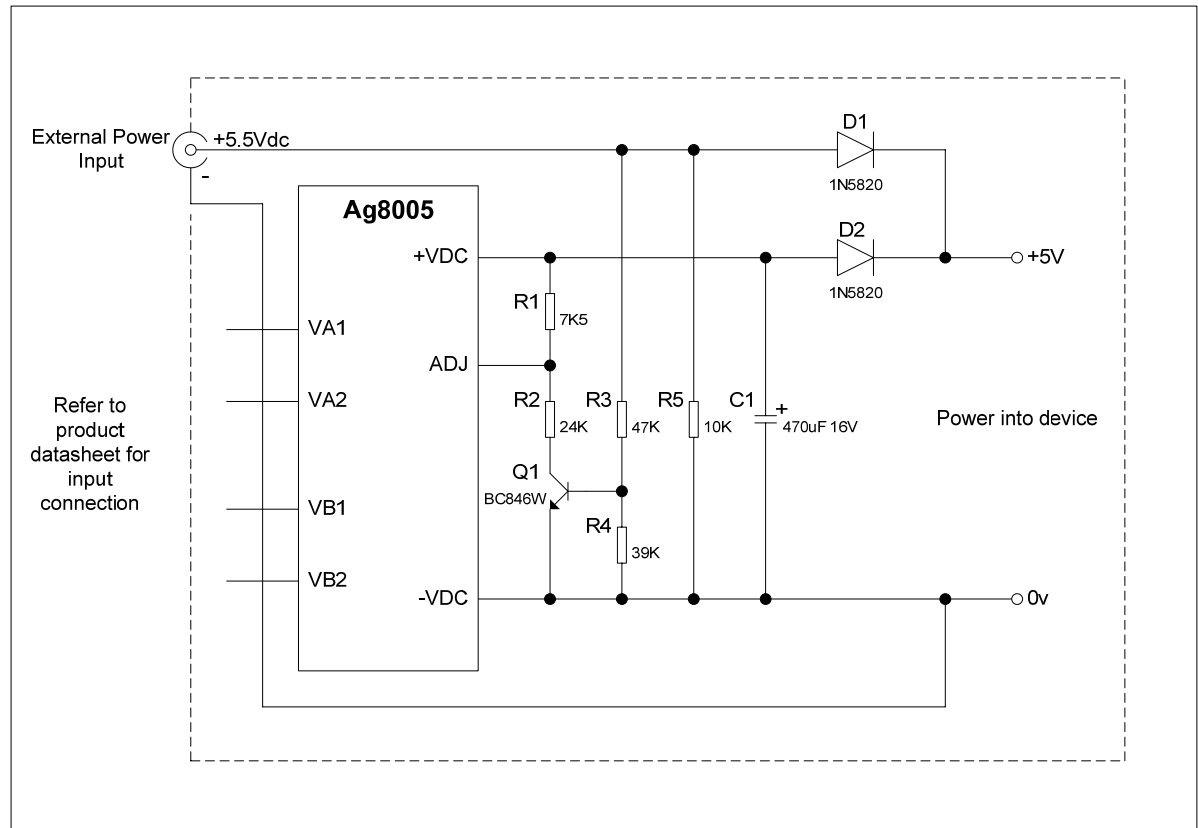 External Power
Input
+5.5Vdc
-
D1
1N5820
Ag8005
+VDC
D2
1N5820
+5V
R1
7K5
VA1
ADJ
VA2
R2
24K
R3
47K
R5
10K
C1
+
470uF 16V
Power into device
Refer to
product
datasheet for
input
connection
Q1
BC846W
VB1
R4
39K
VB2
-VDC
0v